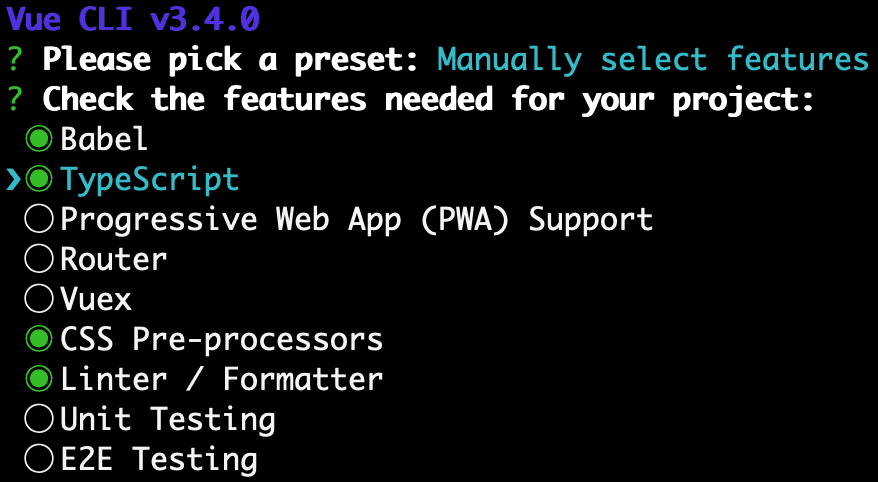 Vue CLI v3.4.0
? Please pick a preset: Manually select features
? Check the features needed for your project:
◉ Babel
❯◉ TypeScript
◯ Progressive Web App (PWA) Support
◯ Router
◯ Vuex
◉ CSS Pre-processors
◉ Linter / Formatter
◯ Unit Testing
◯ E2E Testing